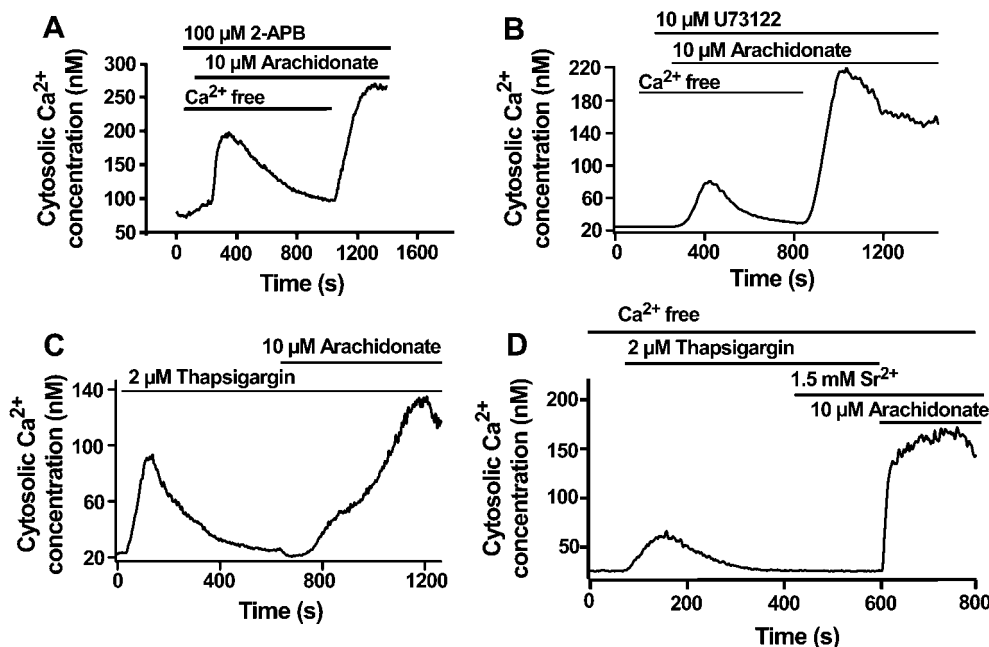 A
100 µM 2-APB
10 µM Arachidonate
Ca²⁺ free
Cytosolic Ca²⁺
concentration (nM)
300
250
200
150
100
50
0 400 800 1200 1600
Time (s)
B
10 µM U73122
10 µM Arachidonate
Ca²⁺ free
Cytosolic Ca²⁺
concentration (nM)
220
180
140
100
60
20
0 400 800 1200
Time (s)
C
10 µM Arachidonate
2 µM Thapsigargin
Cytosolic Ca²⁺
concentration (nM)
140
100
60
20
0 400 800 1200
Time (s)
D
Ca²⁺ free
2 µM Thapsigargin
1.5 mM Sr²⁺
10 µM Arachidonate
Cytosolic Ca²⁺
concentration (nM)
200
150
100
50
0 200 400 600 800
Time (s)